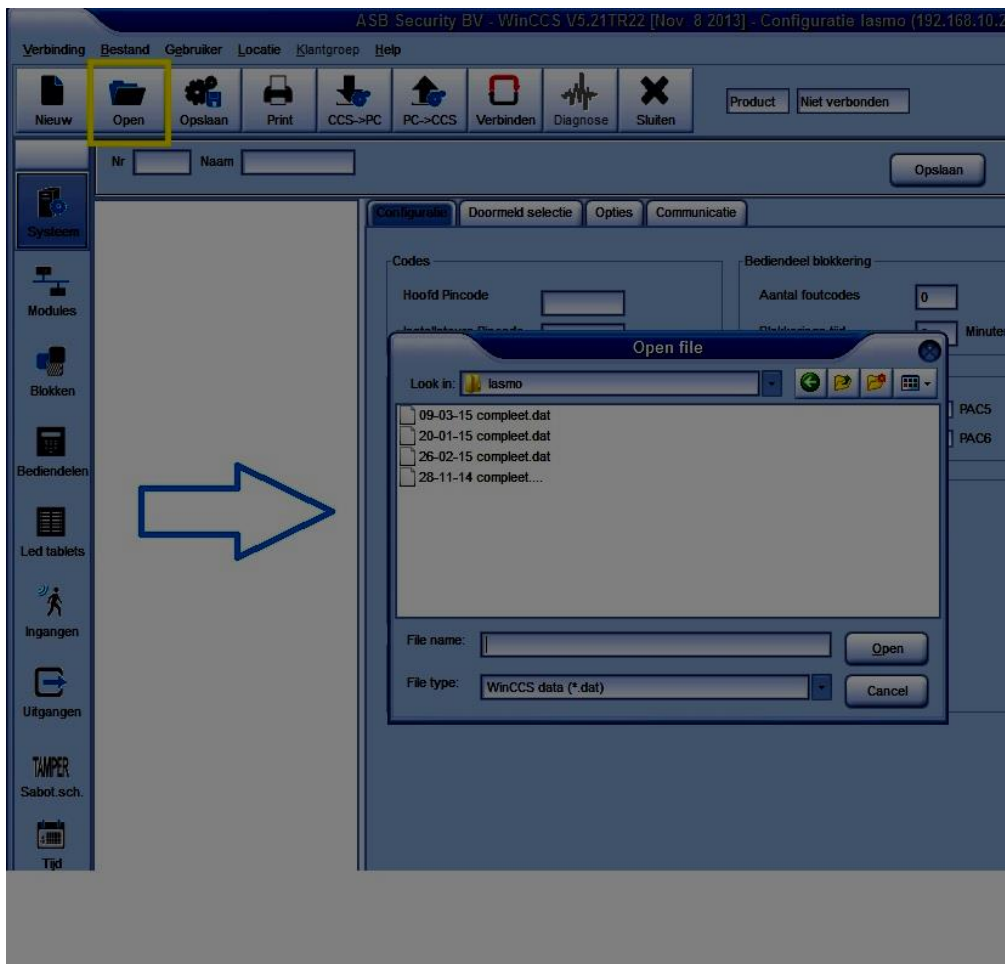 ASB Security BV - WinCCS V5.21TR22 [Nov 8 2013] - Configuratie lasmo (192.168.10.2
Verbinding Bestand Gebruiker Locatie Klantgroep Help
Nieuw Open Opslaan Print CCS->PC PC->CCS Verbinden Diagnose Sluiten Product Niet verbonden
Nr Naam Opslaan
Systeem
Modules
Blokken
Bediendelen
Led tablets
Ingangen
Uitgangen
TAMPER
Sabot.sch.
Tijd
Configuratie Doormeld selectie Opties Communicatie
Codes
Hoofd Pincode
Installateurs Pincode
Bediendeel blokkering
Aantal foutcodes 0
Blokkerings tijd Minuten
PAC5
PAC6
Open file
Look in: lasmo
09-03-15 compleet.dat
20-01-15 compleet.dat
26-02-15 compleet.dat
28-11-14 compleet....
File name: Open
File type: WinCCS data (*.dat) Cancel